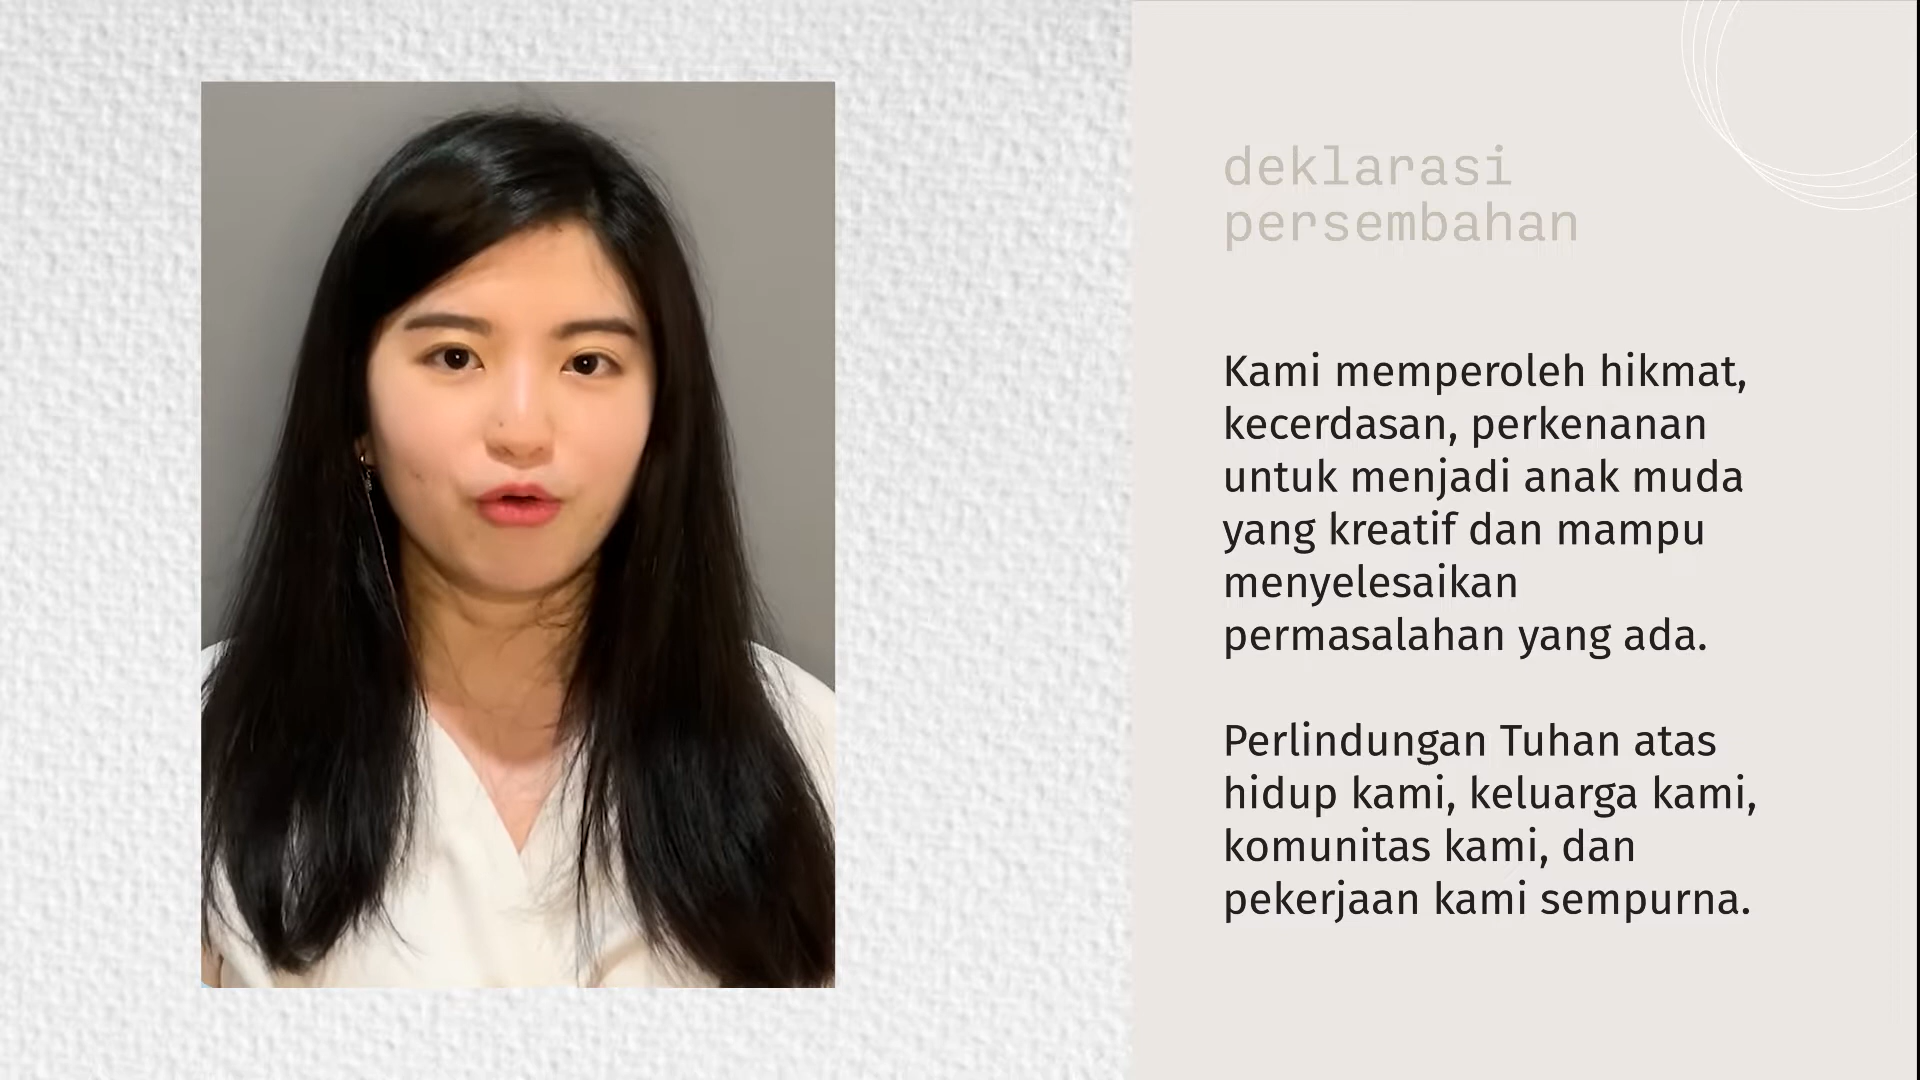 deklarasi
persembahan
Kami memperoleh hikmat,
kecerdasan, perkenanan
untuk menjadi anak muda
yang kreatif dan mampu
menyelesaikan
permasalahan yang ada.
Perlindungan Tuhan atas
hidup kami, keluarga kami,
komunitas kami, dan
pekerjaan kami sempurna.